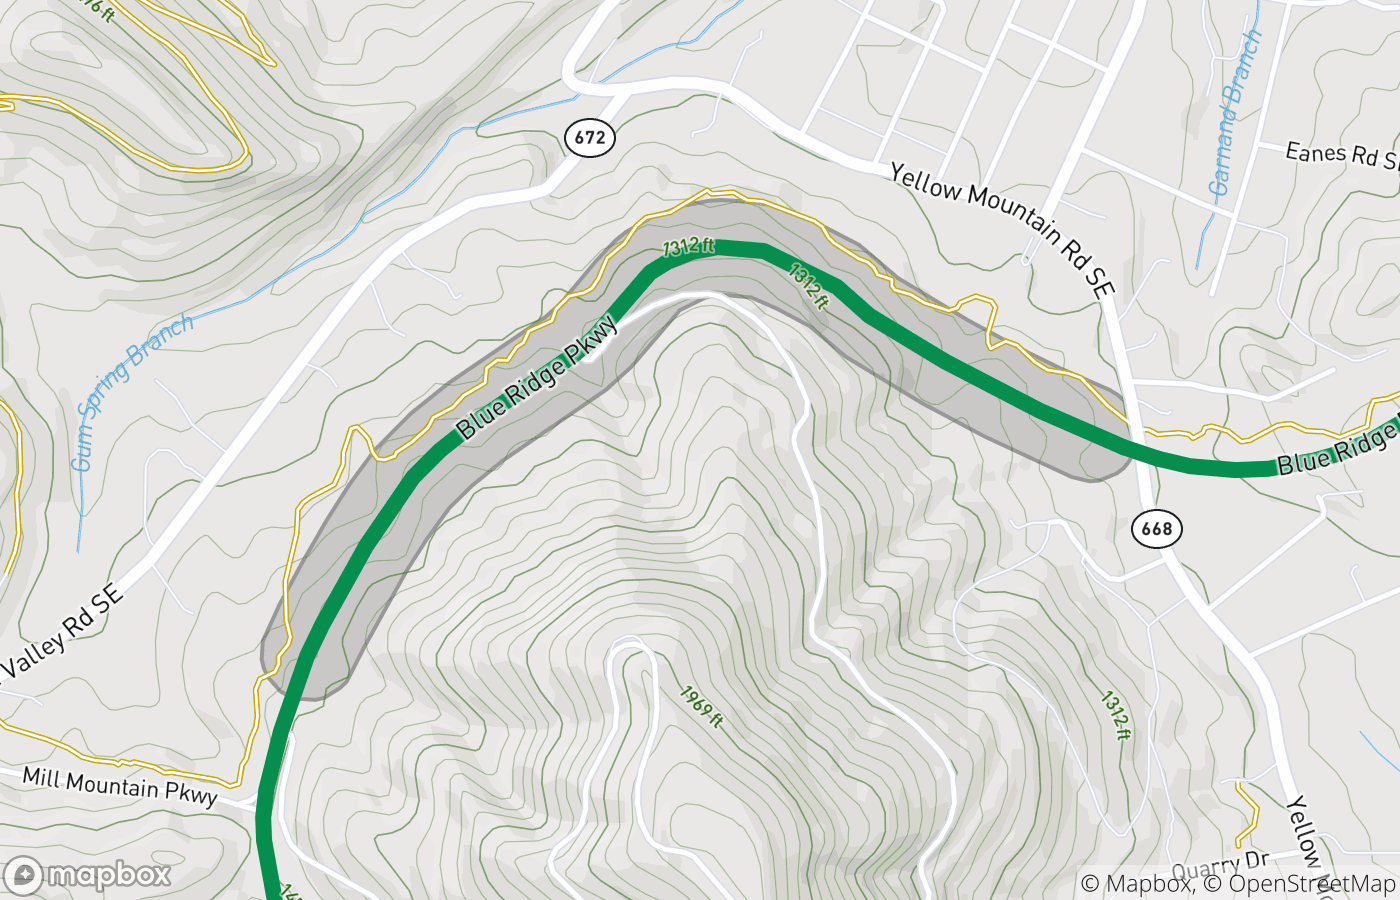 672
Garnand Branch
Eanes Rd S
Yellow Mountain Rd SE
1312 ft
1312 ft
Blue Ridge Pkwy
Gum Spring Branch
Blue Ridge
668
Valley Rd SE
1969 ft
1312 ft
Mill Mountain Pkwy
Yellow
Quarry Dr
mapbox
© Mapbox, © OpenStreetMap